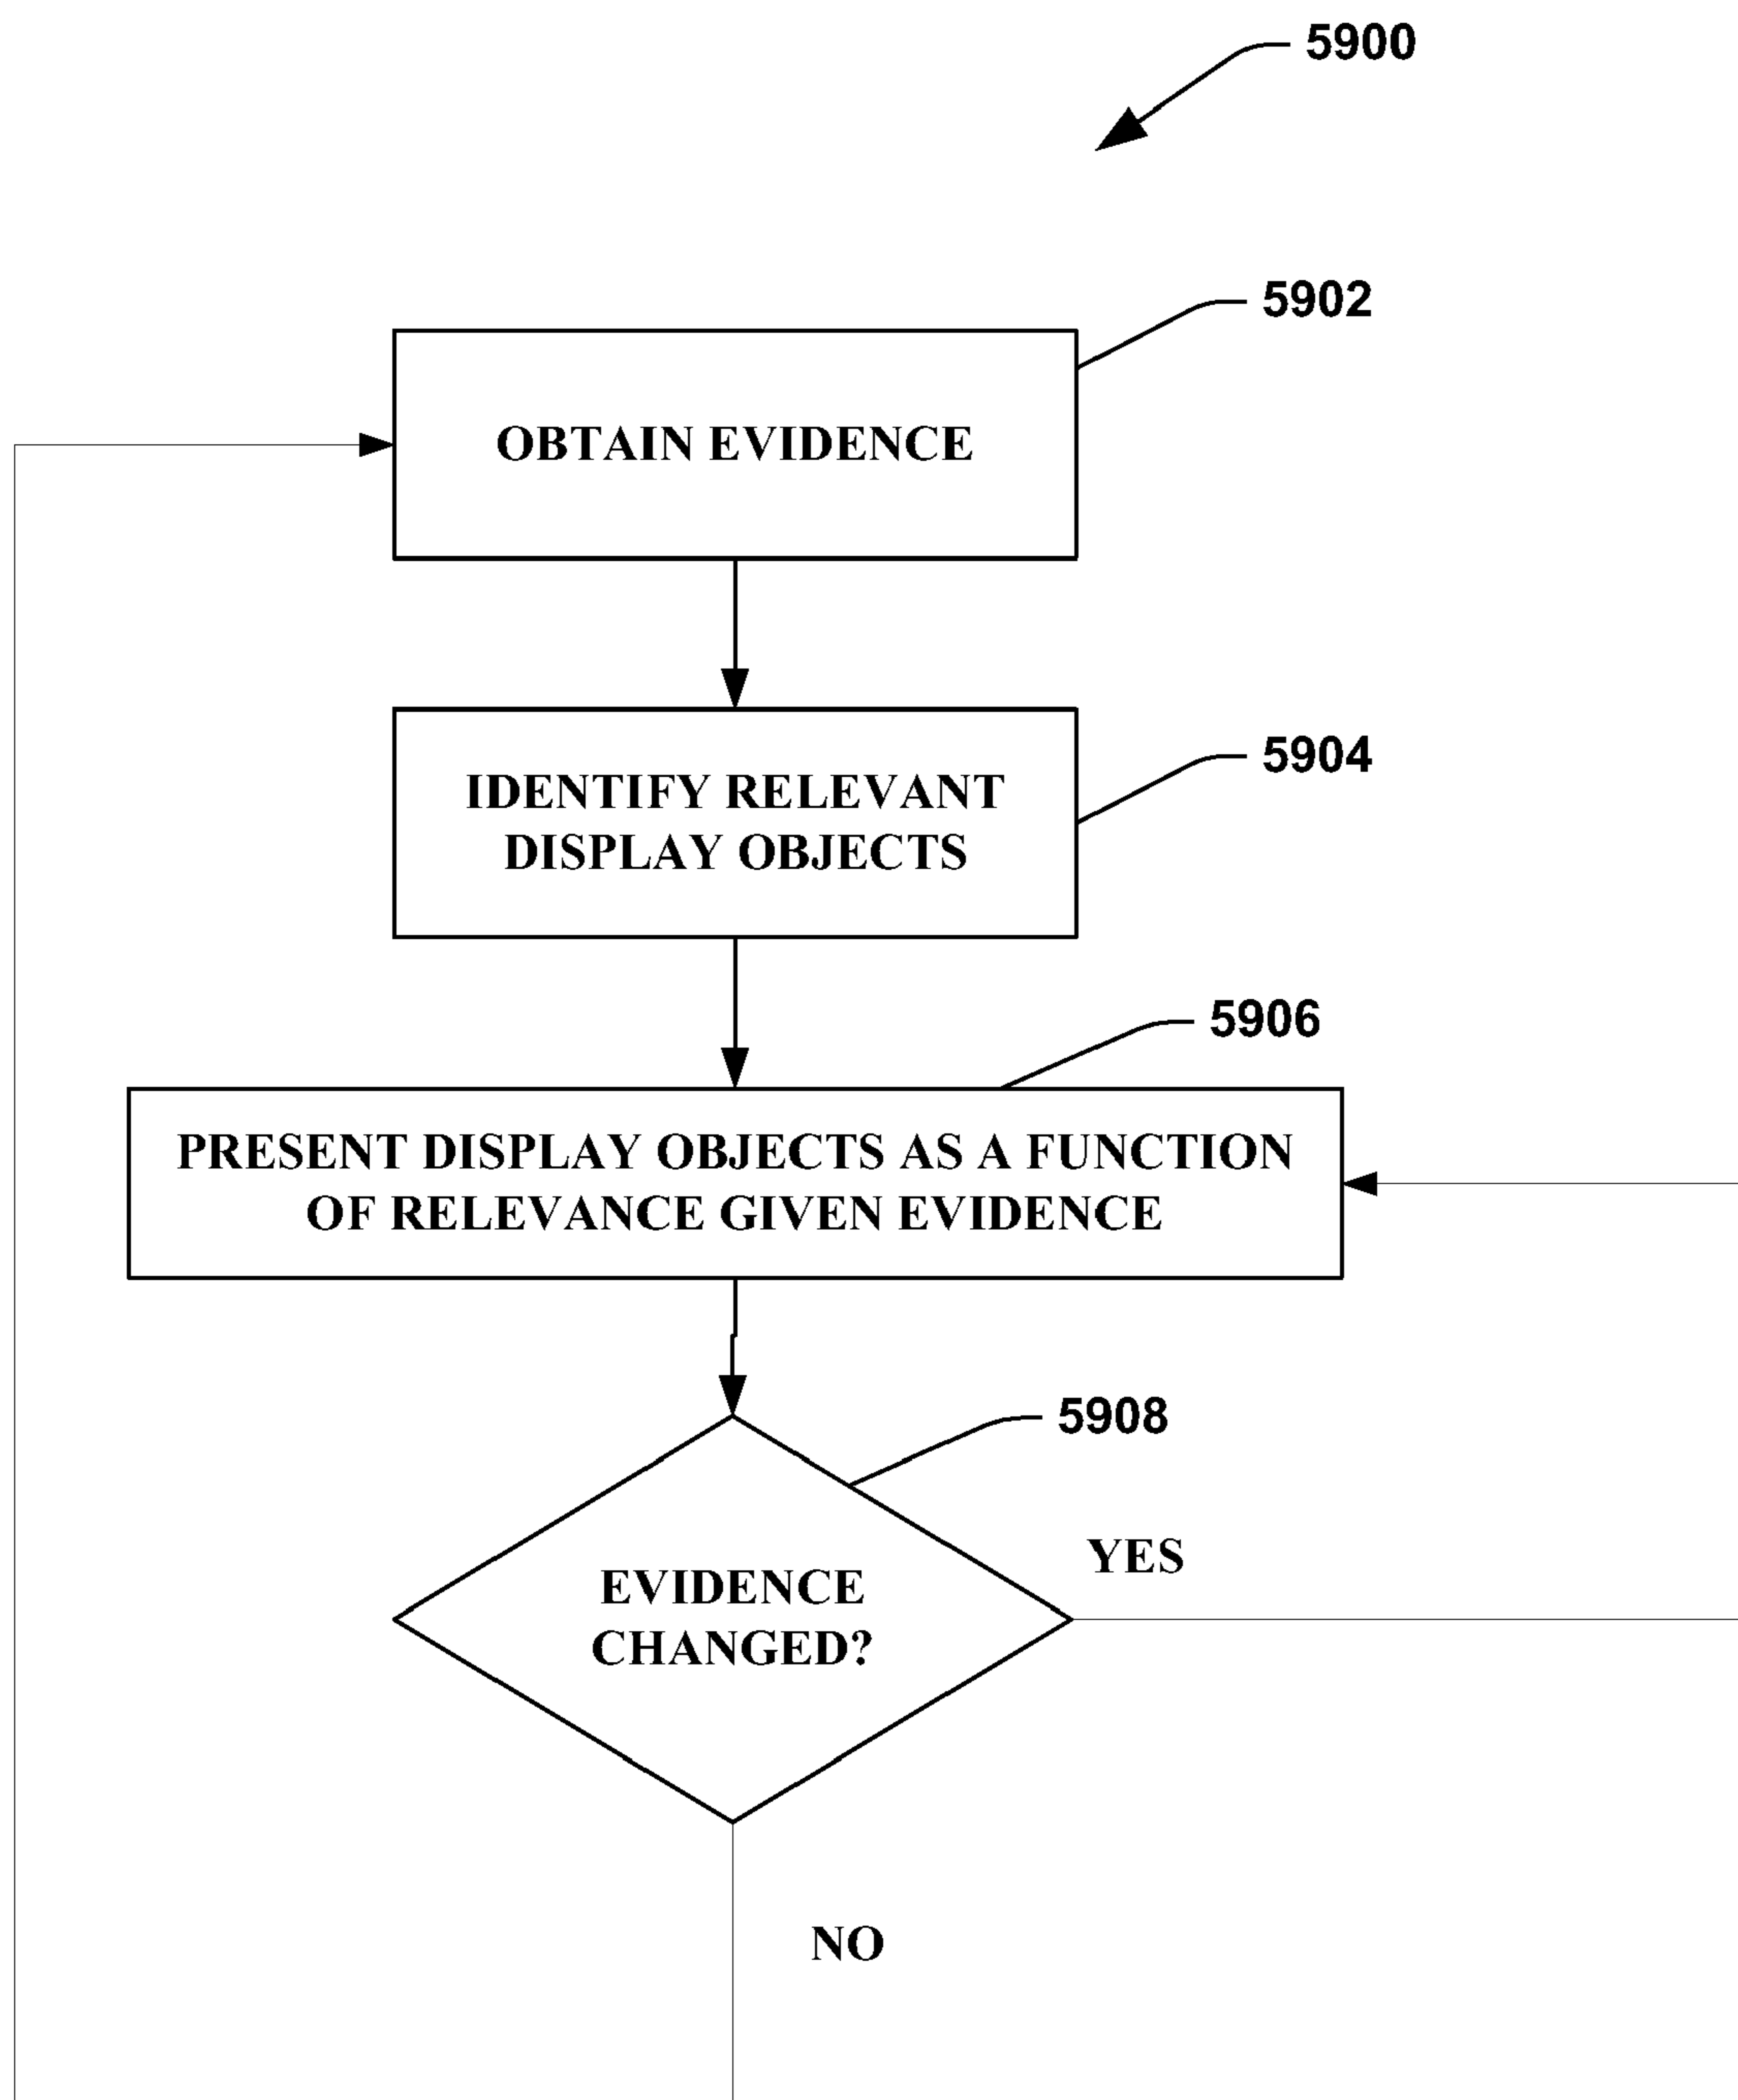 5900
5902
OBTAIN EVIDENCE
5904
IDENTIFY RELEVANT
DISPLAY OBJECTS
5906
PRESENT DISPLAY OBJECTS AS A FUNCTION
OF RELEVANCE GIVEN EVIDENCE
5908
EVIDENCE
CHANGED?
YES
NO